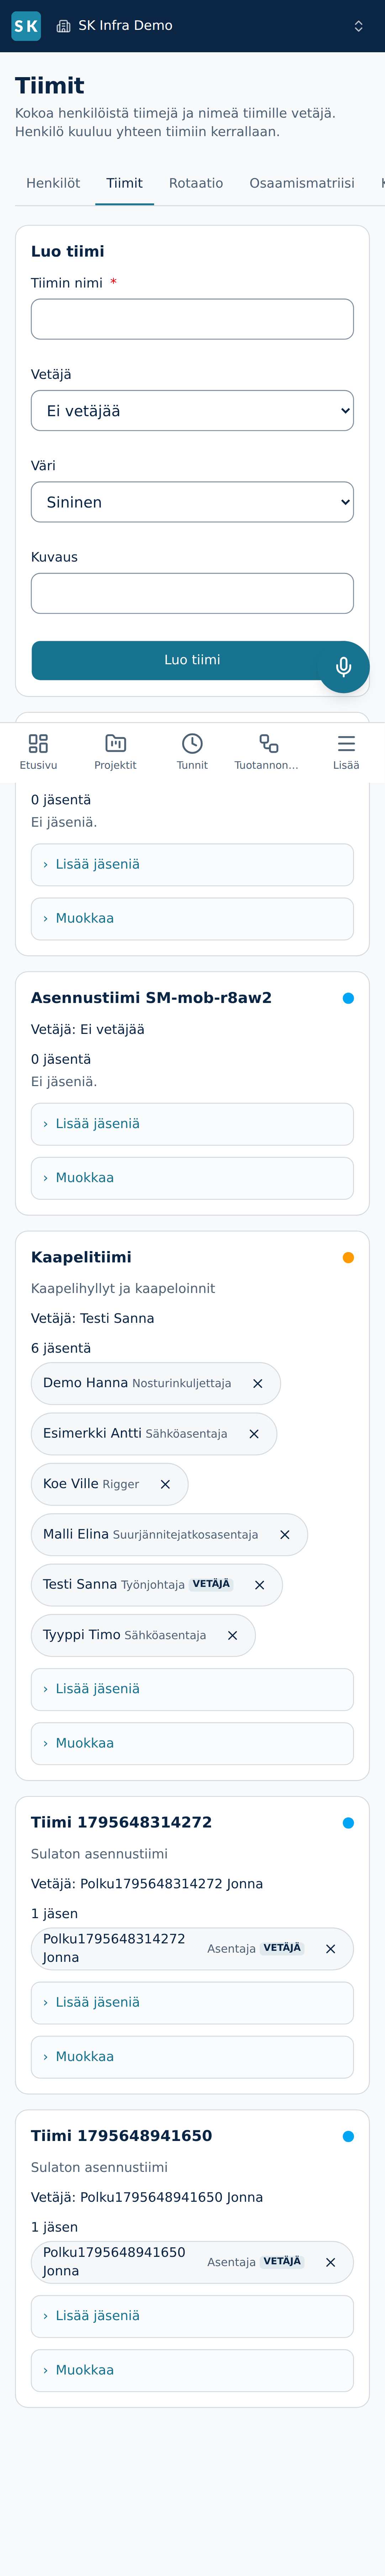 SK SK Infra Demo
Tiimit
Kokoa henkilöistä tiimejä ja nimeä tiimille vetäjä.
Henkilö kuuluu yhteen tiimiin kerrallaan.
Henkilöt Tiimit Rotaatio Osaamismatriisi
Luo tiimi
Tiimin nimi *
Vetäjä
Ei vetäjää
Väri
Sininen
Kuvaus
Luo tiimi
Etusivu Projektit Tunnit Tuotannon... Lisää
0 jäsentä
Ei jäseniä.
› Lisää jäseniä
› Muokkaa
Asennustiimi SM-mob-r8aw2
Vetäjä: Ei vetäjää
0 jäsentä
Ei jäseniä.
› Lisää jäseniä
› Muokkaa
Kaapelitiimi
Kaapelihyllyt ja kaapeloinnit
Vetäjä: Testi Sanna
6 jäsentä
Demo Hanna Nosturinkuljettaja ×
Esimerkki Antti Sähköasentaja ×
Koe Ville Rigger ×
Malli Elina Suurjännitejatkosasentaja ×
Testi Sanna Työnjohtaja VETÄJÄ ×
Tyyppi Timo Sähköasentaja ×
› Lisää jäseniä
› Muokkaa
Tiimi 1795648314272
Sulaton asennustiimi
Vetäjä: Polku1795648314272 Jonna
1 jäsen
Polku1795648314272
Jonna Asentaja VETÄJÄ ×
› Lisää jäseniä
› Muokkaa
Tiimi 1795648941650
Sulaton asennustiimi
Vetäjä: Polku1795648941650 Jonna
1 jäsen
Polku1795648941650
Jonna Asentaja VETÄJÄ ×
› Lisää jäseniä
› Muokkaa